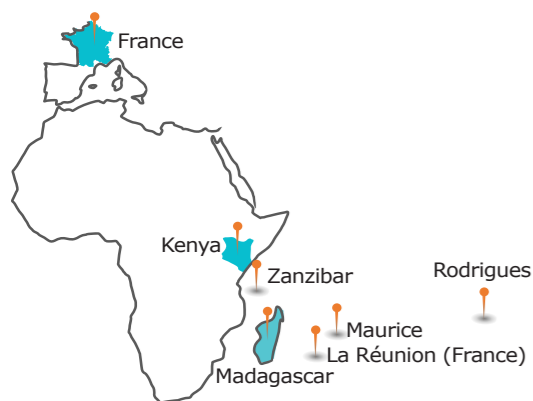 France
Kenya
Zanzibar
Rodrigues
Maurice
La Réunion (France)
Madagascar